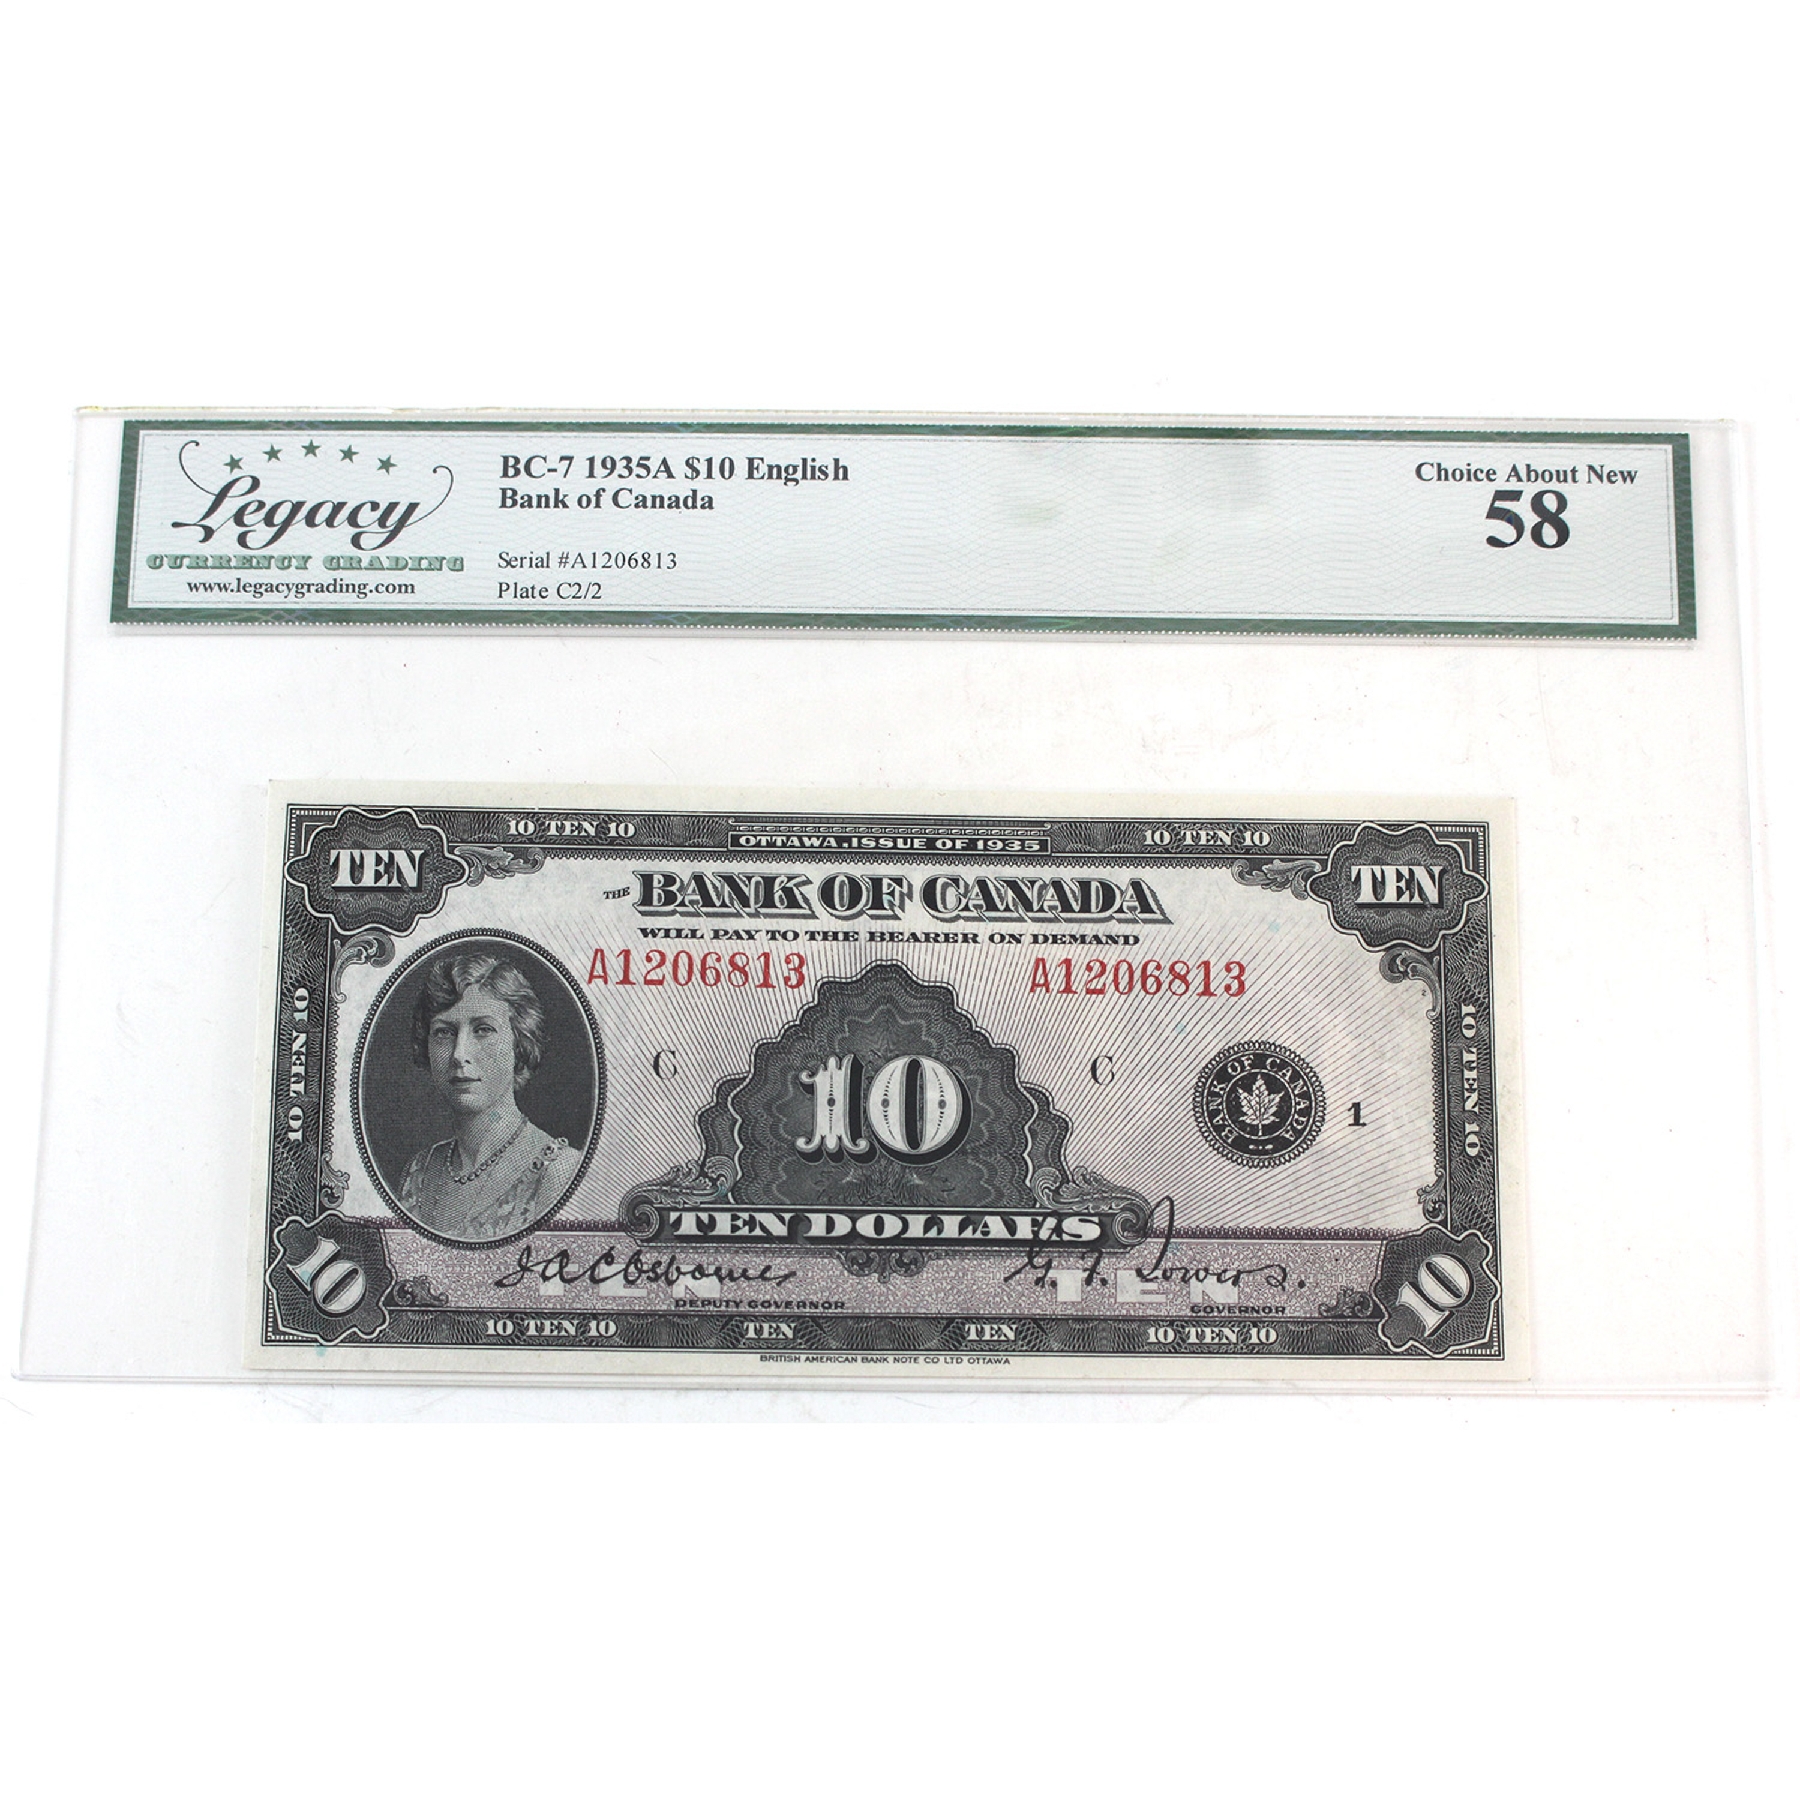 Legacy
CURRENCY GRADING
www.legacygrading.com
BC-7 1935A $10 English
Bank of Canada
Serial #A1206813
Plate C2/2
Choice About New
58
10 TEN 10
OTTAWA.ISSUE OF 1935
10 TEN 10
TEN
TEN
THE BANK OF CANADA
WILL PAY TO THE BEARER ON DEMAND
A1206813 A1206813
10 TEN 10
C
10
C
BANK OF CANADA
1
10 TEN 10
TEN DOLLARS
10
JACOsborne
TEN
DEPUTY GOVERNOR
G. F. Towers.
TEN
GOVERNOR
10
10 TEN 10 TEN TEN 10 TEN 10
BRITISH AMERICAN BANK NOTE CO LTD OTTAWA